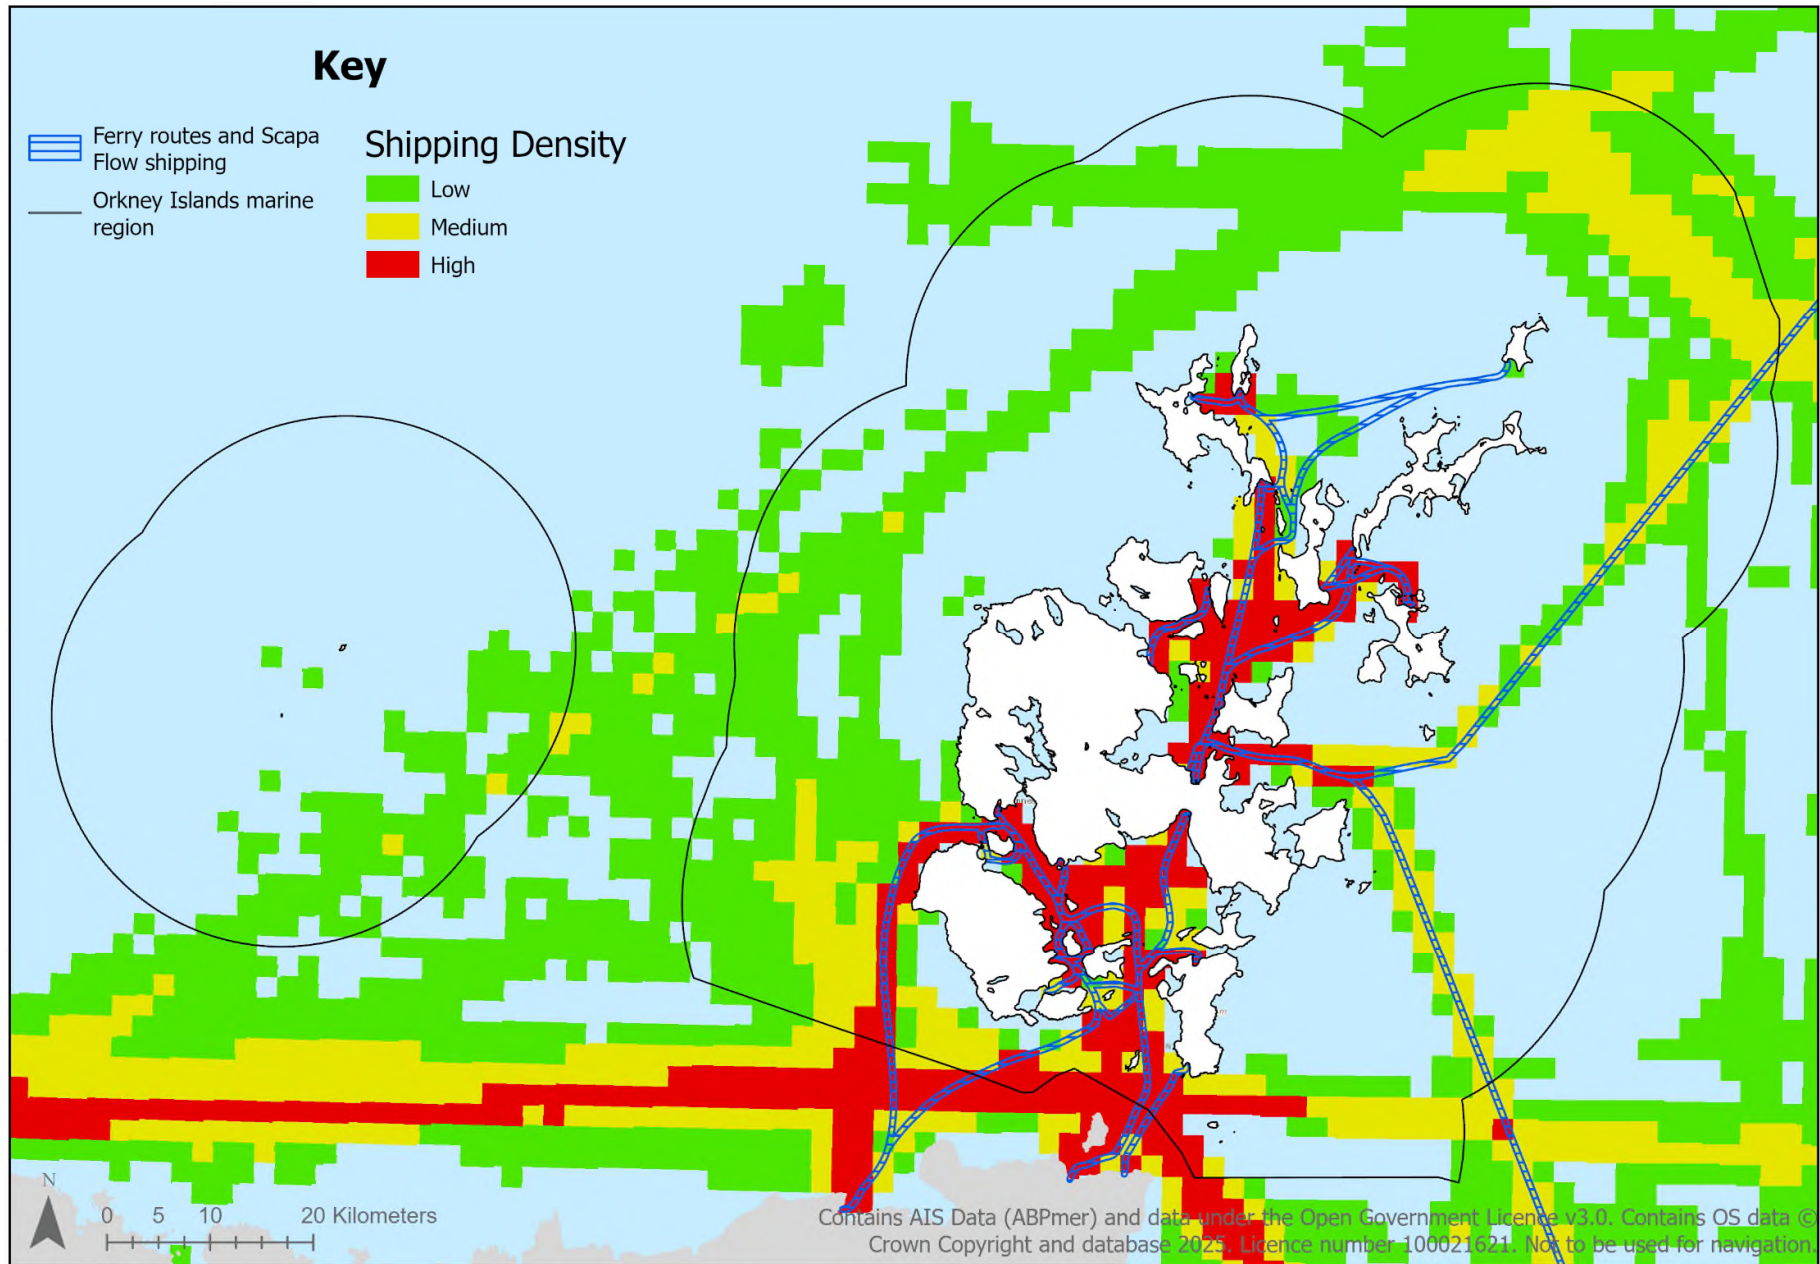 Key
Ferry routes and Scapa
Flow shipping
Orkney Islands marine
region
Shipping Density
Low
Medium
High
N
0 5 10 20 Kilometers
Contains AIS Data (ABPmer) and data under the Open Government Licence v3.0. Contains OS data ©
Crown Copyright and database 2025. Licence number 100021621. Not to be used for navigation.